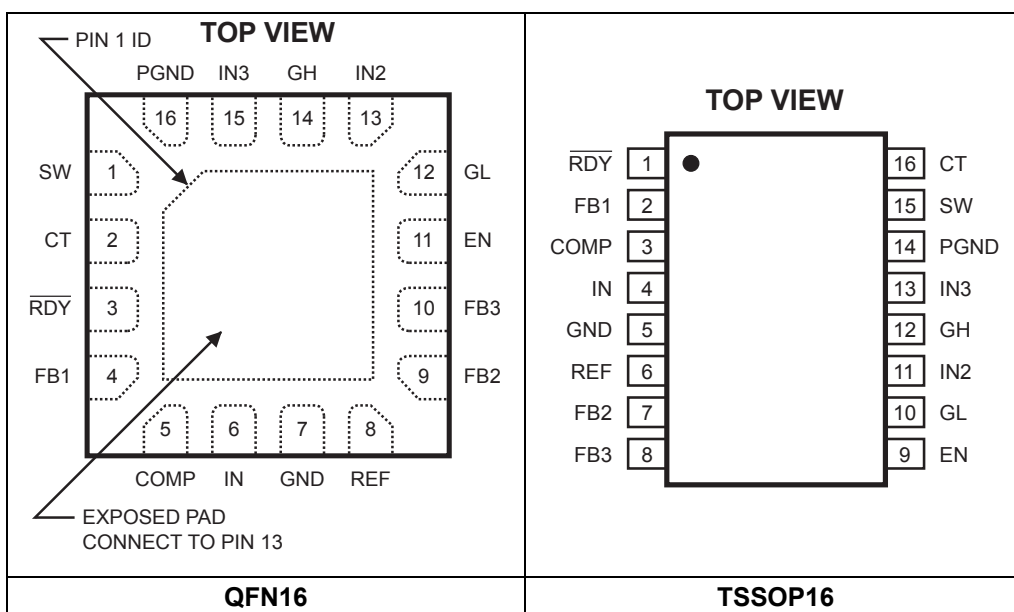 PIN 1 ID
TOP VIEW
PGND IN3 GH IN2
16 15 14 13
SW 1 12 GL
CT 2 11 EN
RDY 3 10 FB3
FB1 4 9 FB2
5 6 7 8
COMP IN GND REF
EXPOSED PAD
CONNECT TO PIN 13
QFN16
TOP VIEW
RDY 1 16 CT
FB1 2 15 SW
COMP 3 14 PGND
IN 4 13 IN3
GND 5 12 GH
REF 6 11 IN2
FB2 7 10 GL
FB3 8 9 EN
TSSOP16